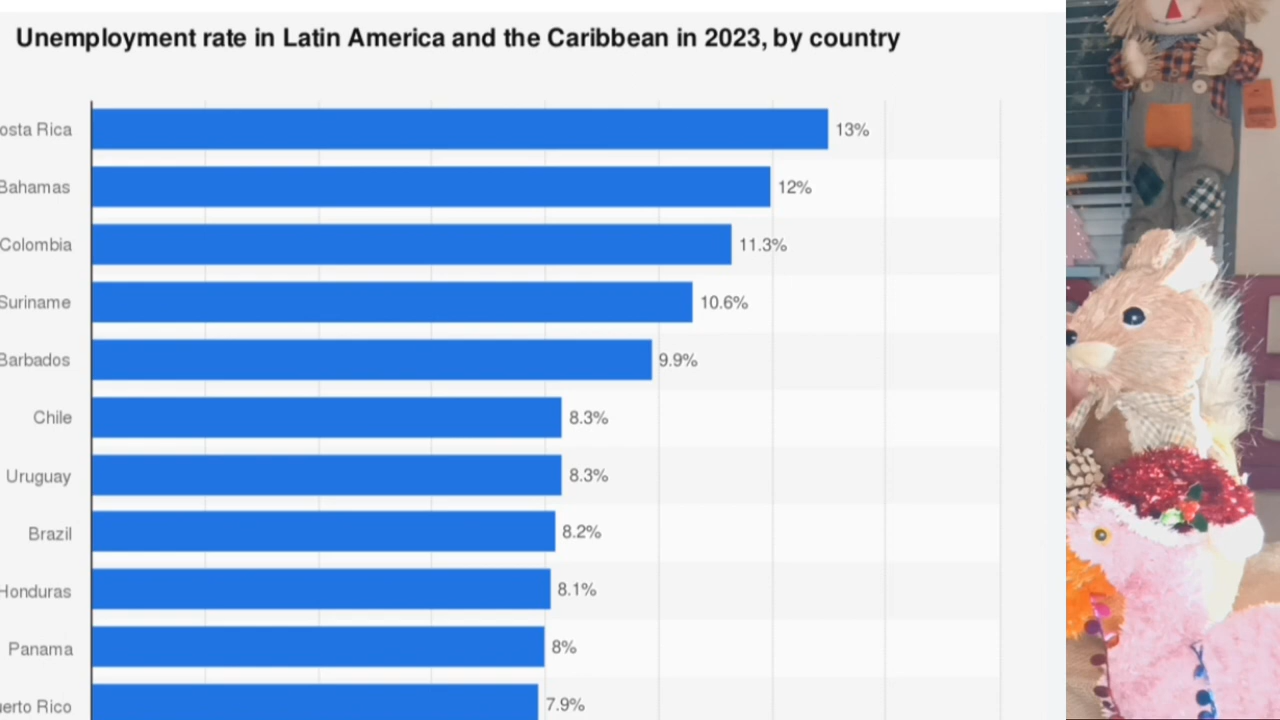 Unemployment rate in Latin America and the Caribbean in 2023, by country
osta Rica 13%
Bahamas 12%
Colombia 11.3%
Suriname 10.6%
Barbados 9.9%
Chile 8.3%
Uruguay 8.3%
Brazil 8.2%
Honduras 8.1%
Panama 8%
uerto Rico 7.9%